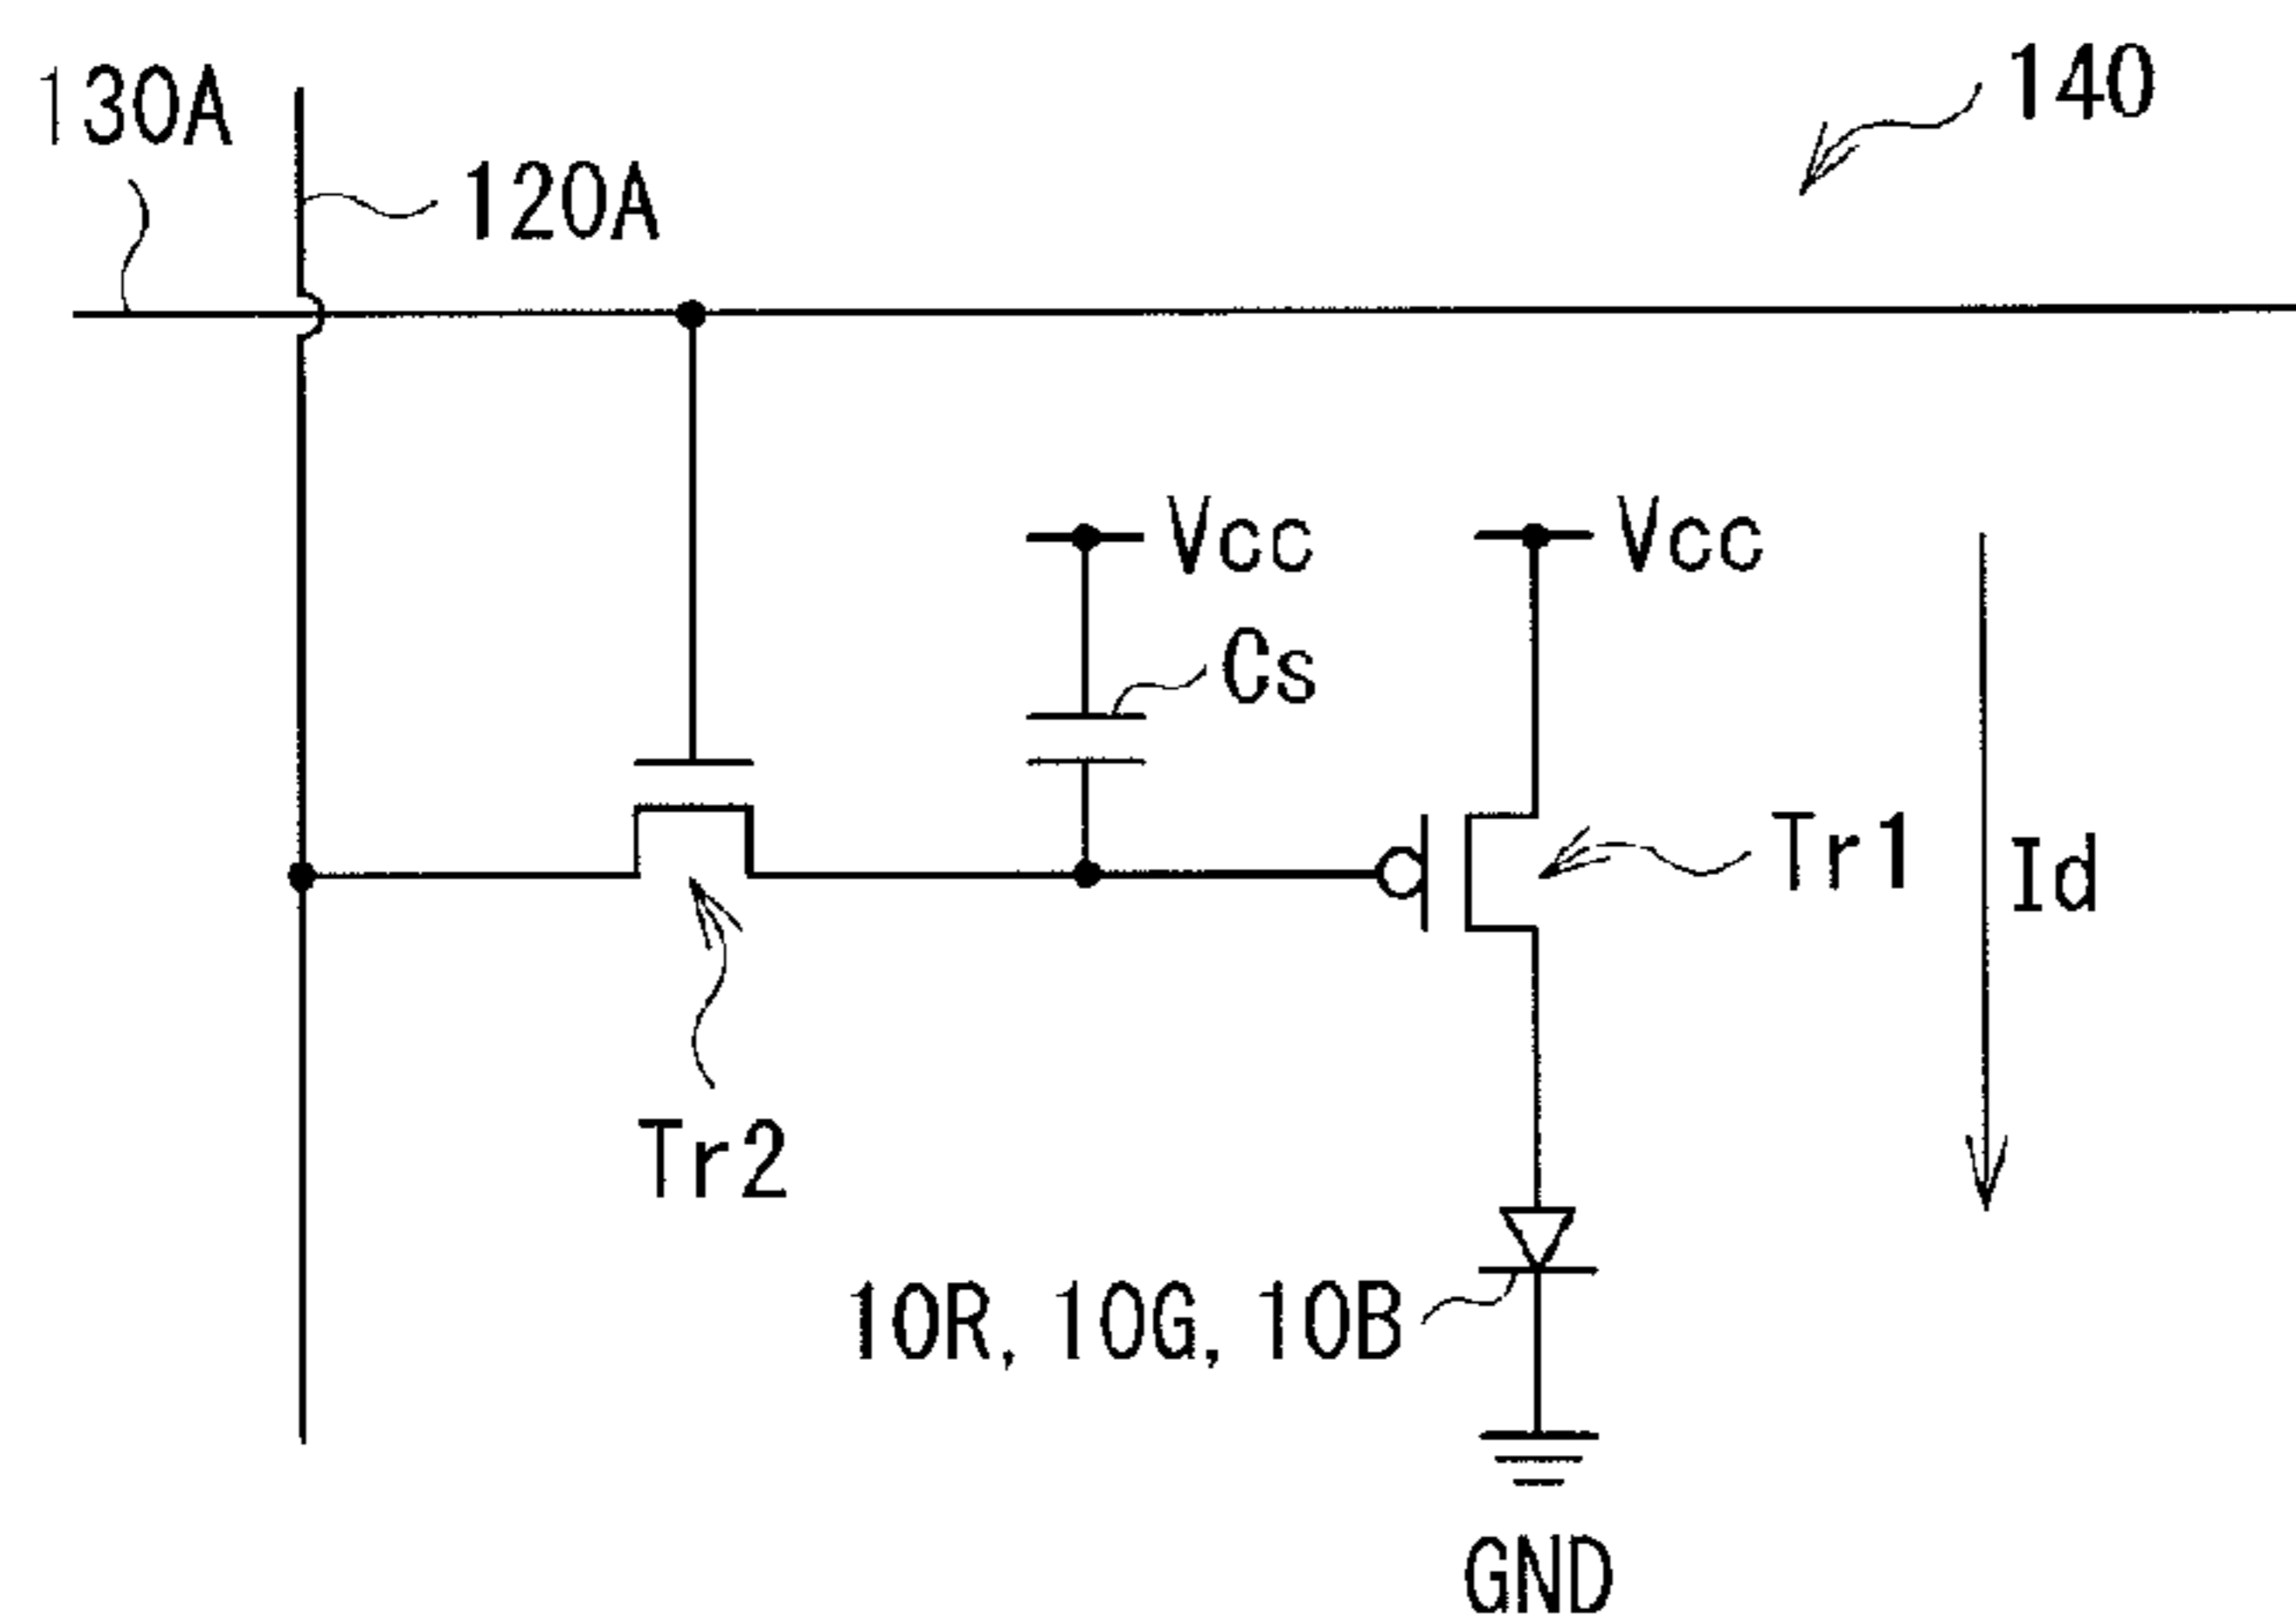 130A
140
120A
Vcc
Vcc
Cs
Tr1
Id
Tr2
10R, 10G, 10B
GND